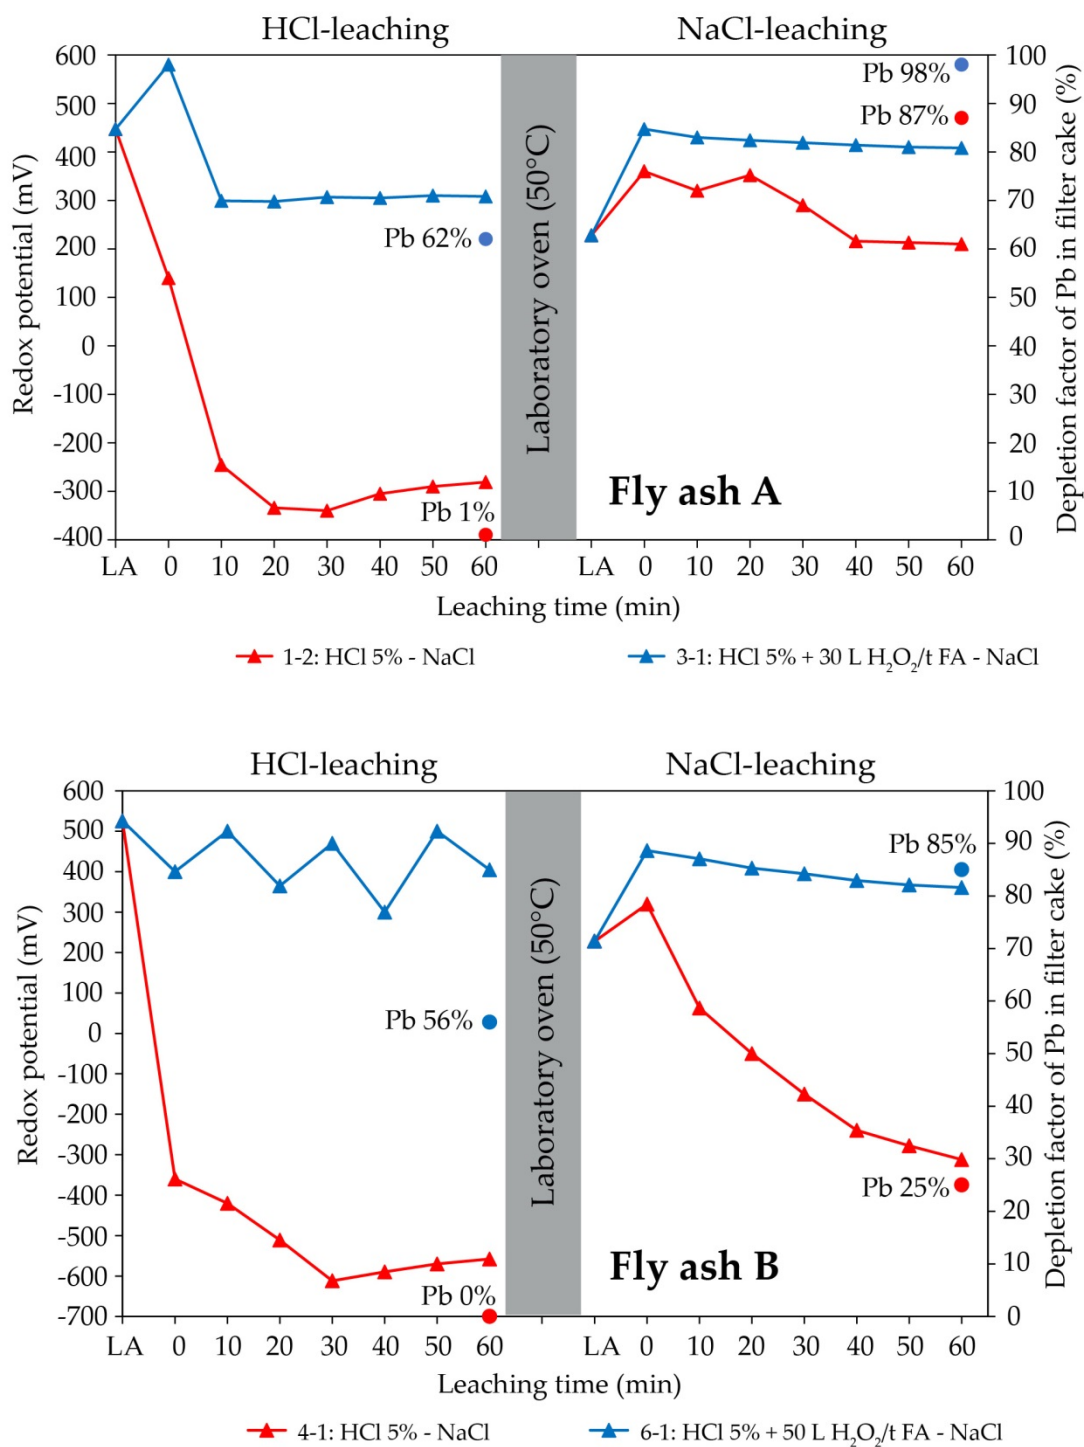 HCl-leaching NaCl-leaching
600 100
500 90
400 80
300 70
200 60
100 50
0 40
-100 30
-200 20
-300 10
-400 0
Redox potential (mV)
Pb 62%
Pb 1%
Laboratory oven (50°C)
Pb 98%
Pb 87%
Fly ash A
Depletion factor of Pb in filter cake (%)
LA 0 10 20 30 40 50 60 LA 0 10 20 30 40 50 60
Leaching time (min)
1-2: HCl 5% - NaCl 3-1: HCl 5% + 30 L H₂O₂/t FA - NaCl
HCl-leaching NaCl-leaching
600
500
400
300
200
100
0
-100
-200
-300
-400
-500
-600
-700
Redox potential (mV)
Pb 56%
Pb 0%
Laboratory oven (50°C)
Pb 85%
Pb 25%
Fly ash B
100
90
80
70
60
50
40
30
20
10
0
Depletion factor of Pb in filter cake (%)
LA 0 10 20 30 40 50 60 LA 0 10 20 30 40 50 60
Leaching time (min)
4-1: HCl 5% - NaCl 6-1: HCl 5% + 50 L H₂O₂/t FA - NaCl